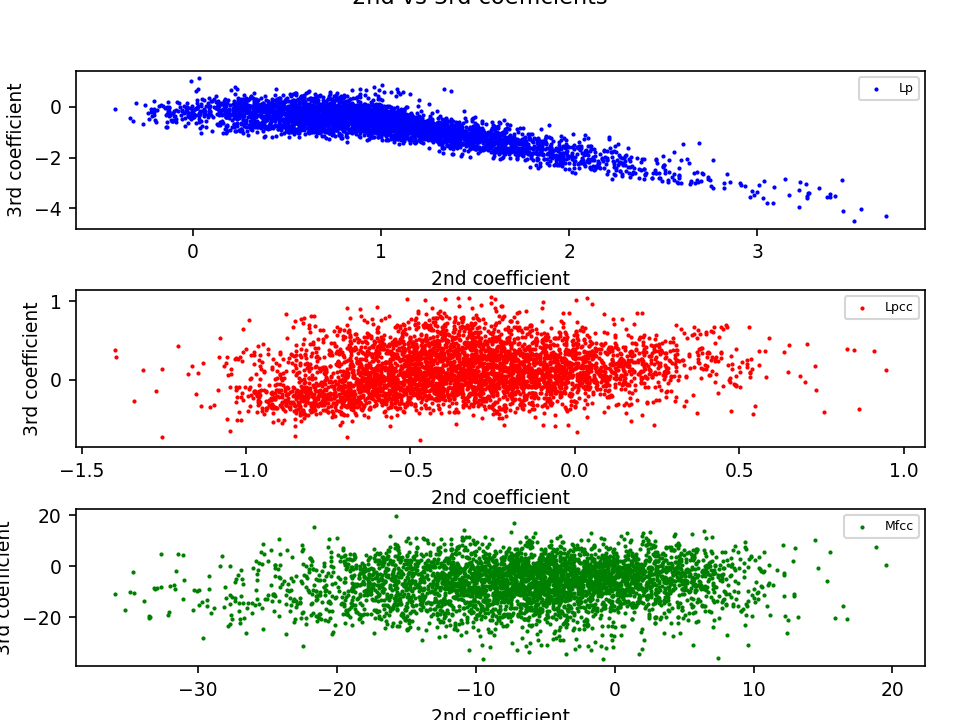 2nd vs 3rd coefficients
Lp
3rd coefficient
0
−2
−4
0 1 2 3
2nd coefficient
Lpcc
3rd coefficient
1
0
−1.5 −1.0 −0.5 0.0 0.5 1.0
2nd coefficient
Mfcc
3rd coefficient
20
0
−20
−30 −20 −10 0 10 20
2nd coefficient